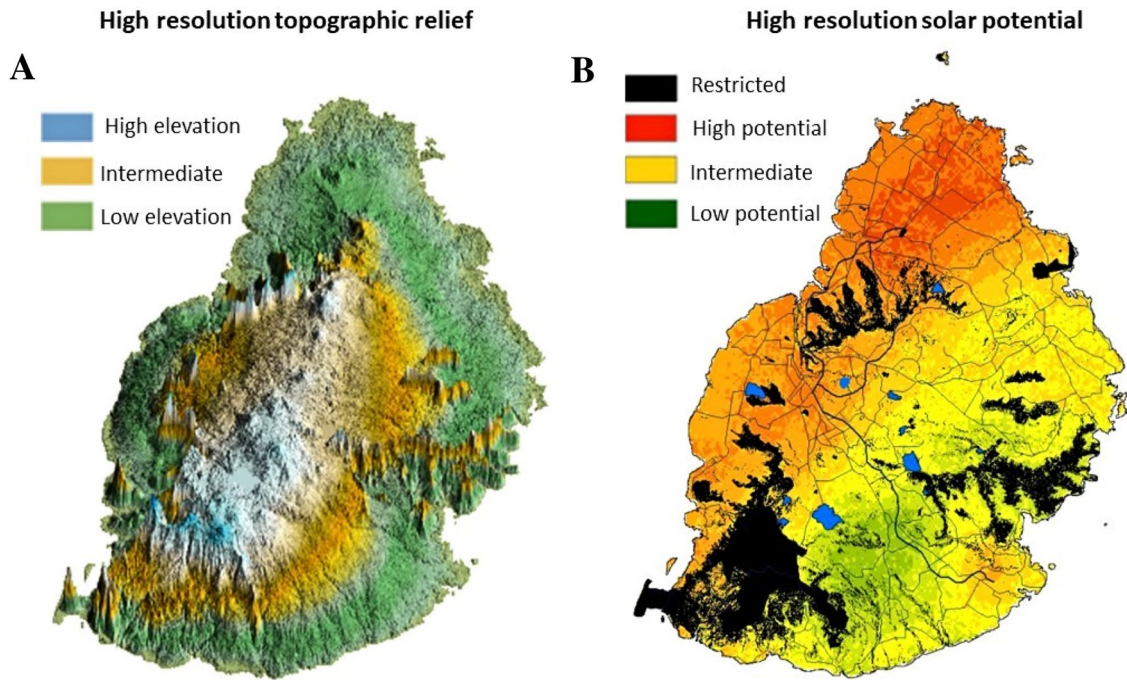 High resolution topographic relief
A
High elevation
Intermediate
Low elevation
High resolution solar potential
B
Restricted
High potential
Intermediate
Low potential